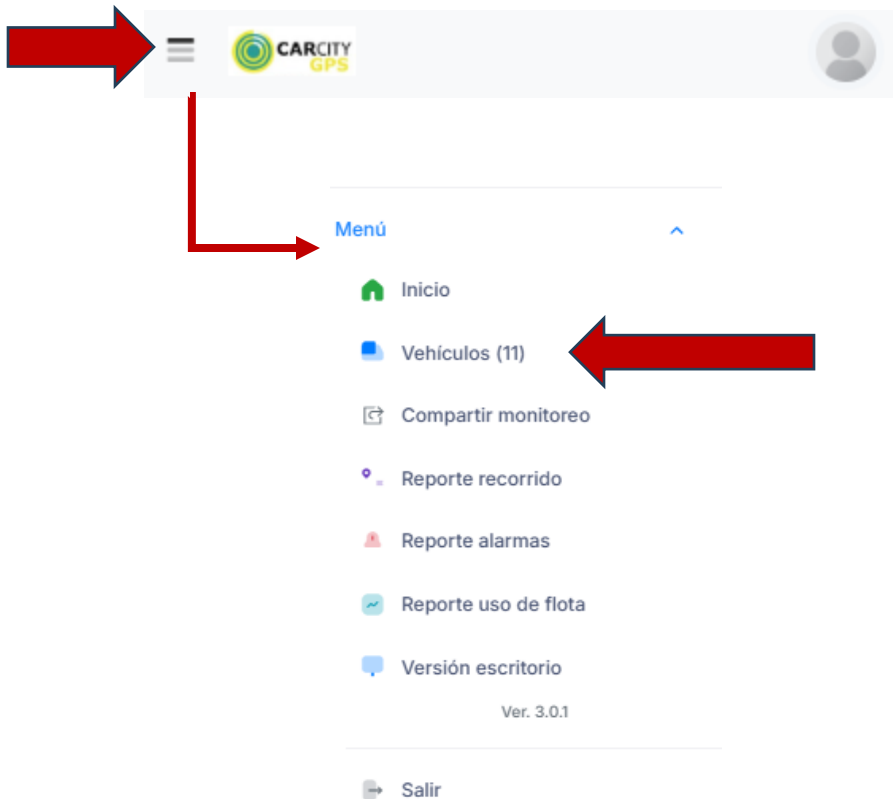 CARCITY
GPS
Menú
Inicio
Vehículos (11)
Compartir monitoreo
Reporte recorrido
Reporte alarmas
Reporte uso de flota
Versión escritorio
Ver. 3.0.1
Salir